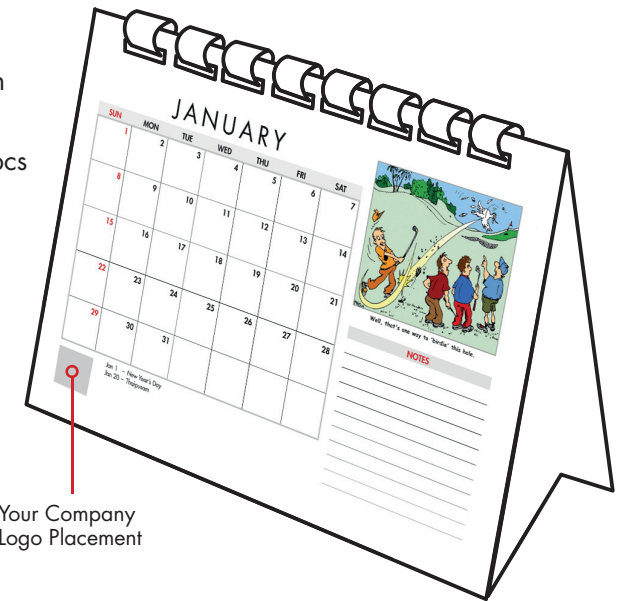 JANUARY
SUN MON TUE WED THU FRI SAT
1 2 3 4 5 6 7
8 9 10 11 12 13 14
15 16 17 18 19 20 21
22 23 24 25 26 27 28
29 30 31
Jan 1 – New Year's Day
Jan 20 – Thaipusam
Well, that's one way to 'birdie' this hole.
NOTES
Your Company
Logo Placement